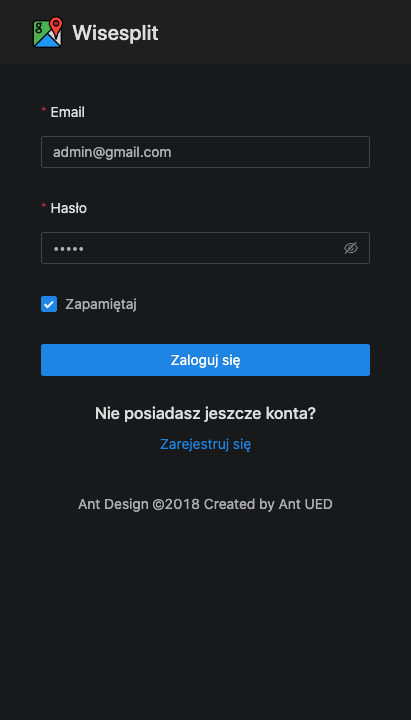 Wisesplit
* Email
admin@gmail.com
* Hasło
•••••
Zapamiętaj
Zaloguj się
Nie posiadasz jeszcze konta?
Zarejestruj się
Ant Design ©2018 Created by Ant UED